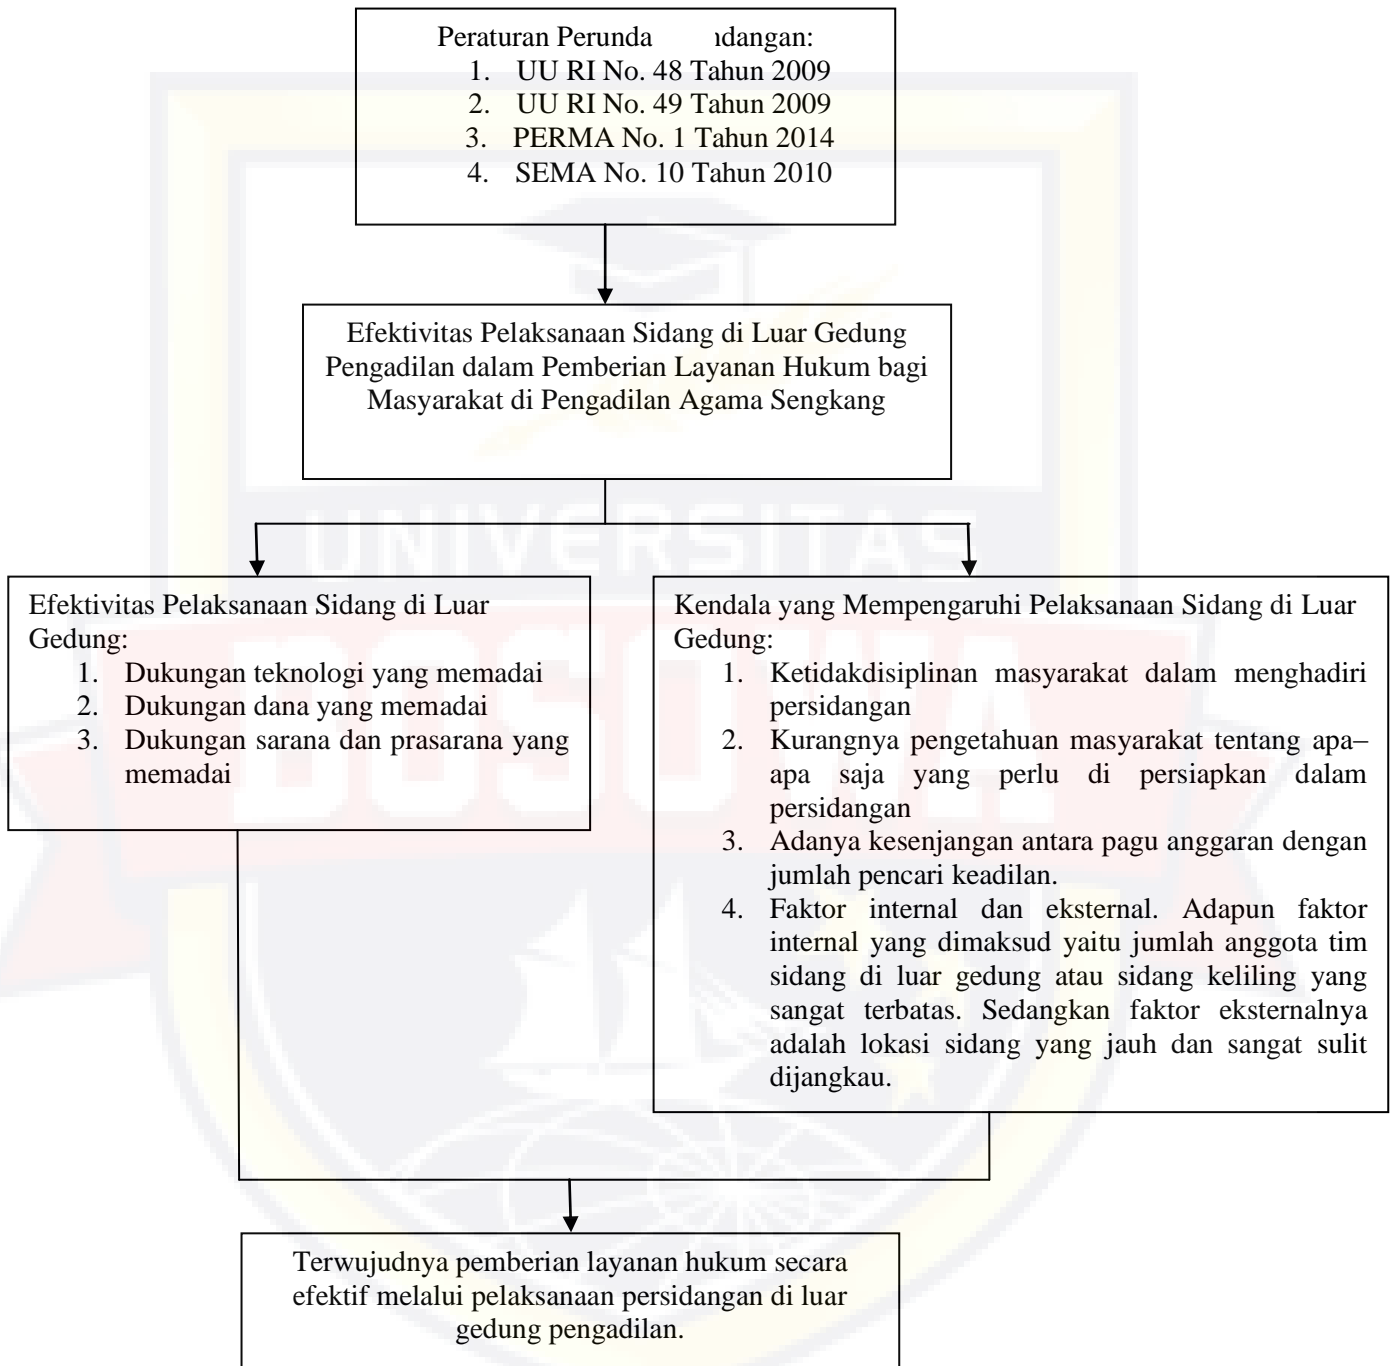 Peraturan Perunda ndangan:
1. UU RI No. 48 Tahun 2009
2. UU RI No. 49 Tahun 2009
3. PERMA No. 1 Tahun 2014
4. SEMA No. 10 Tahun 2010
Efektivitas Pelaksanaan Sidang di Luar Gedung
Pengadilan dalam Pemberian Layanan Hukum bagi
Masyarakat di Pengadilan Agama Sengkang
UNIVERSITAS
BOSOWA
Efektivitas Pelaksanaan Sidang di Luar
Gedung:
1. Dukungan teknologi yang memadai
2. Dukungan dana yang memadai
3. Dukungan sarana dan prasarana yang
memadai
Kendala yang Mempengaruhi Pelaksanaan Sidang di Luar
Gedung:
1. Ketidakdisiplinan masyarakat dalam menghadiri
persidangan
2. Kurangnya pengetahuan masyarakat tentang apa–
apa saja yang perlu di persiapkan dalam
persidangan
3. Adanya kesenjangan antara pagu anggaran dengan
jumlah pencari keadilan.
4. Faktor internal dan eksternal. Adapun faktor
internal yang dimaksud yaitu jumlah anggota tim
sidang di luar gedung atau sidang keliling yang
sangat terbatas. Sedangkan faktor eksternalnya
adalah lokasi sidang yang jauh dan sangat sulit
dijangkau.
Terwujudnya pemberian layanan hukum secara
efektif melalui pelaksanaan persidangan di luar
gedung pengadilan.